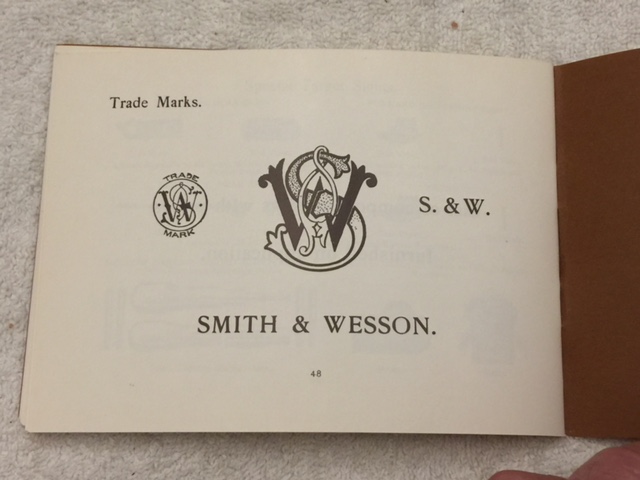 Trade Marks.
TRADE
S&W
MARK
S&W
S. & W.
SMITH & WESSON.
48